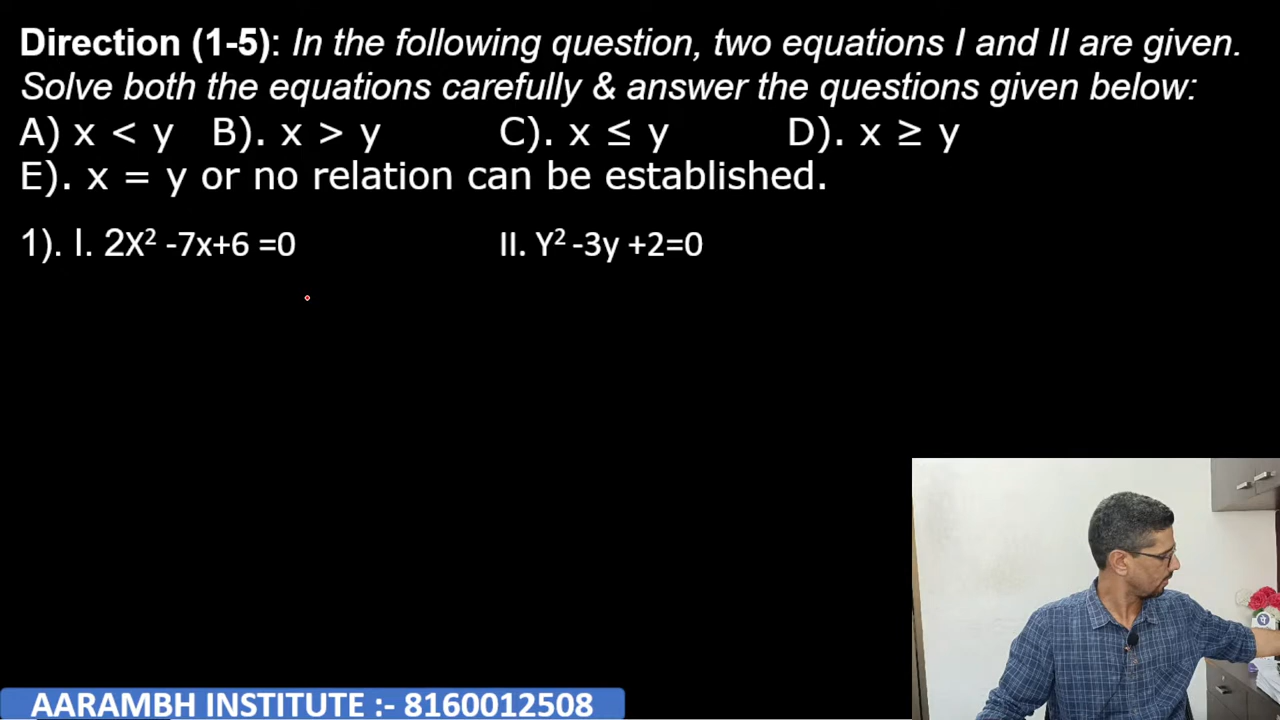 Direction (1-5): In the following question, two equations I and II are given.
Solve both the equations carefully & answer the questions given below:
A) x < y B). x > y C). x ≤ y D). x ≥ y
E). x = y or no relation can be established.
1). I. 2X² -7x+6 =0 II. Y² -3y +2=0
AARAMBH INSTITUTE :- 8160012508